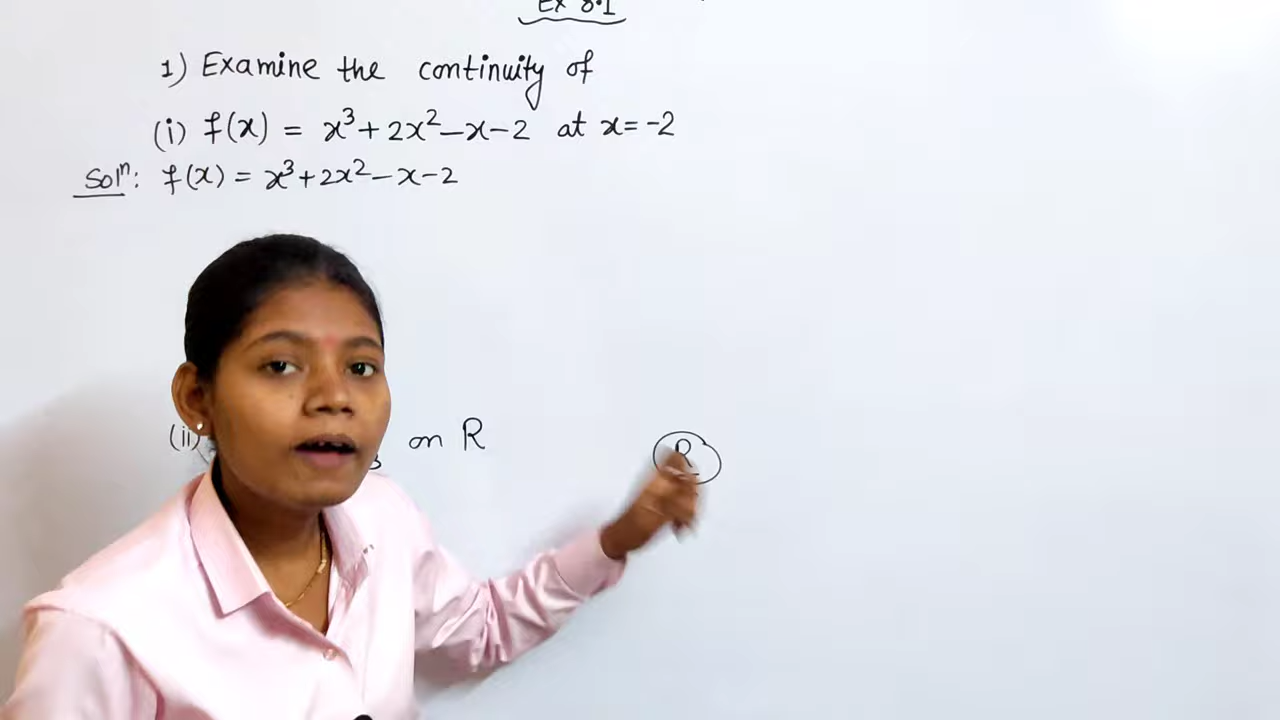 Ex 8.1
1) Examine the continuity of
(i) f(x) = x³ + 2x² – x – 2 at x = -2
Solⁿ: f(x) = x³ + 2x² – x – 2
(ii) on R
R